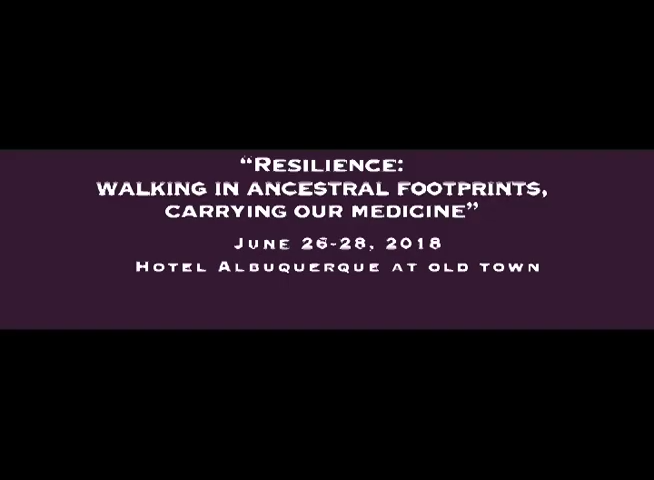 “Resilience:
walking in ancestral footprints,
carrying our medicine”
June 26-28, 2018
Hotel Albuquerque at old town